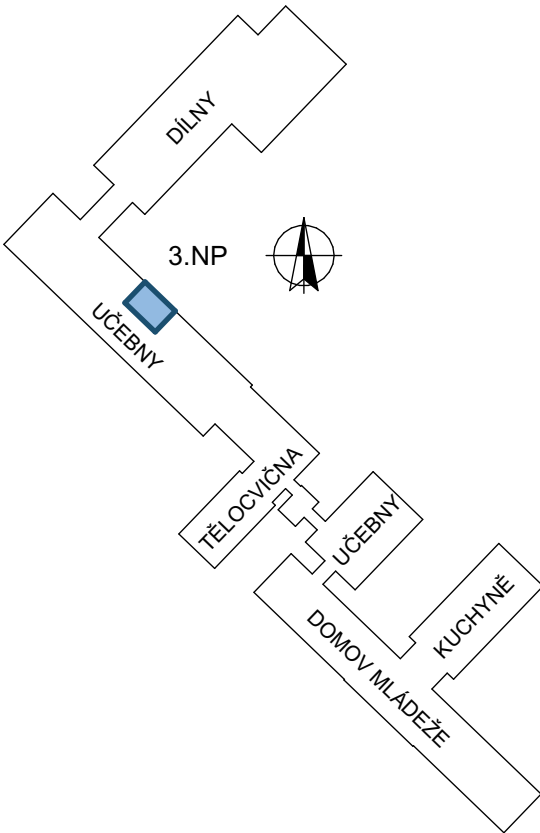 DÍLNY
3.NP
UČEBNY
TĚLOCVIČNA
UČEBNY
KUCHYNĚ
DOMOV MLÁDEŽE